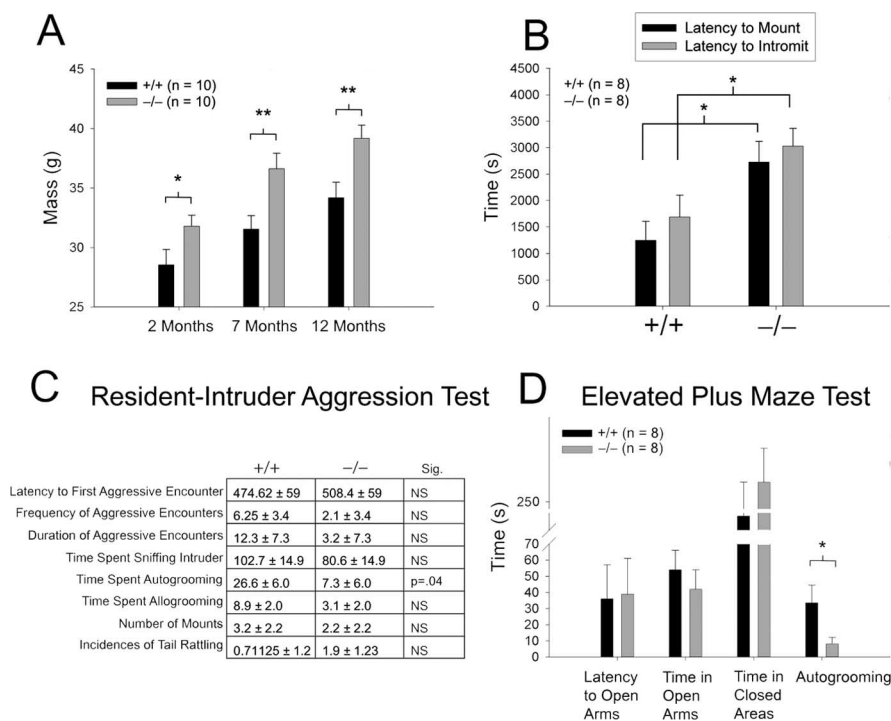 A
+/+ (n = 10)
–/– (n = 10)
Mass (g)
45
40
35
31
25
*
**
**
2 Months
7 Months
12 Months
B
Latency to Mount
Latency to Intromit
+/+ (n = 8)
–/– (n = 8)
Time (s)
4500
4000
3500
3000
2500
2000
1500
1000
500
0
*
*
+/+
–/–
C Resident-Intruder Aggression Test
+/+ –/– Sig.
Latency to First Aggressive Encounter 474.62 ± 59 508.4 ± 59 NS
Frequency of Aggressive Encounters 6.25 ± 3.4 2.1 ± 3.4 NS
Duration of Aggressive Encounters 12.3 ± 7.3 3.2 ± 7.3 NS
Time Spent Sniffing Intruder 102.7 ± 14.9 80.6 ± 14.9 NS
Time Spent Autogrooming 26.6 ± 6.0 7.3 ± 6.0 p=.04
Time Spent Allogrooming 8.9 ± 2.0 3.1 ± 2.0 NS
Number of Mounts 3.2 ± 2.2 2.2 ± 2.2 NS
Incidences of Tail Rattling 0.71125 ± 1.2 1.9 ± 1.23 NS
D Elevated Plus Maze Test
+/+ (n = 8)
–/– (n = 8)
Time (s)
250
70
60
50
40
30
20
10
0
*
Latency to Open Arms
Time in Open Arms
Time in Closed Areas
Autogrooming